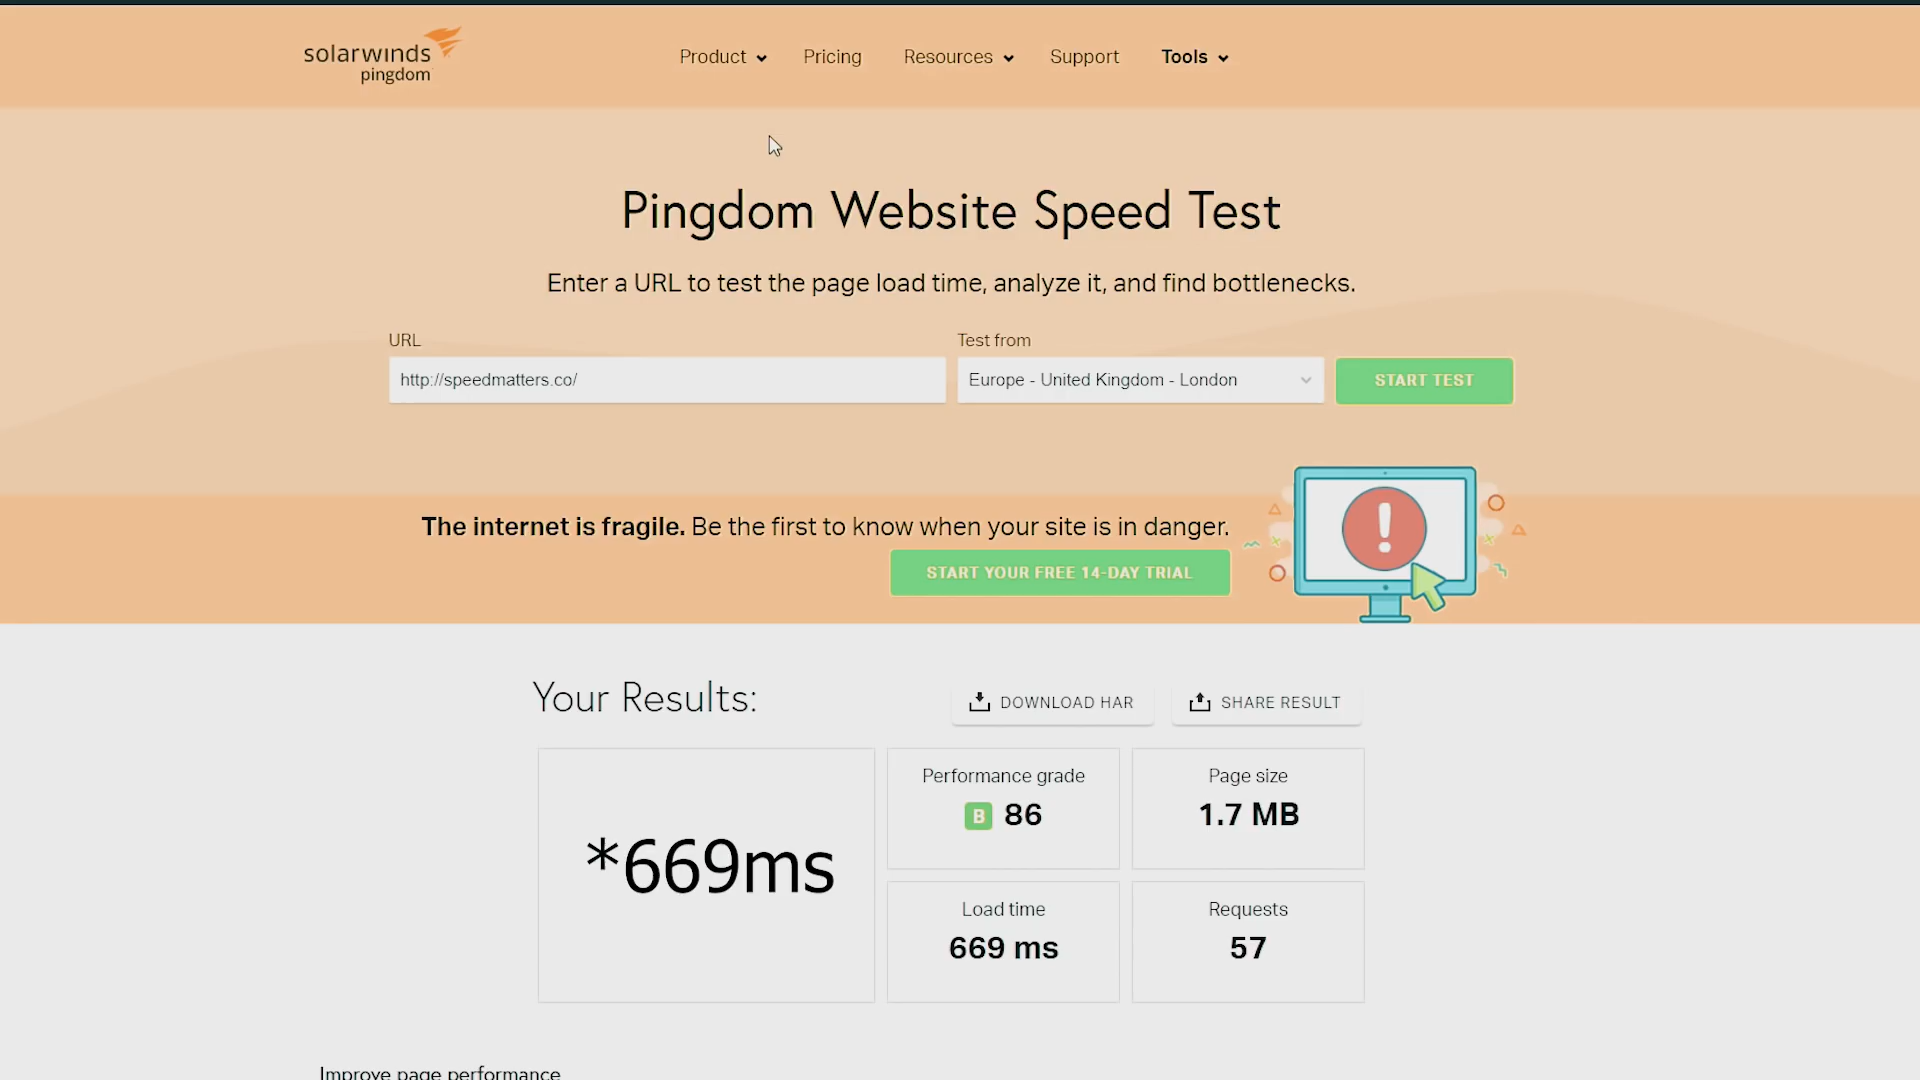 solarwinds
pingdom
Product
Pricing
Resources
Support
Tools
Pingdom Website Speed Test
Enter a URL to test the page load time, analyze it, and find bottlenecks.
URL
Test from
http://speedmatters.co/
Europe - United Kingdom - London
START TEST
The internet is fragile. Be the first to know when your site is in danger.
START YOUR FREE 14-DAY TRIAL
Your Results:
DOWNLOAD HAR
SHARE RESULT
*669ms
Performance grade
B 86
Page size
1.7 MB
Load time
669 ms
Requests
57
Improve page performance